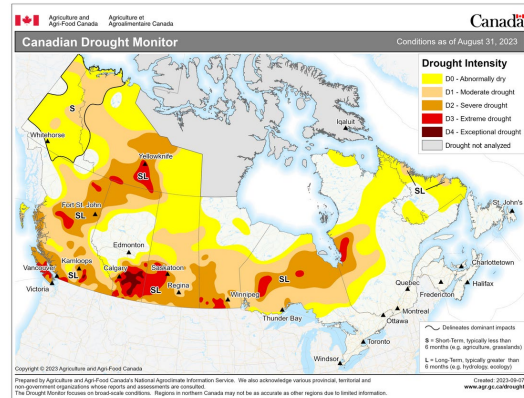 Agriculture and Agri-Food Canada
Agriculture et Agroalimentaire Canada
Canada
Canadian Drought Monitor
Conditions as of August 31, 2023
Drought Intensity
D0 - Abnormally dry
D1 - Moderate drought
D2 - Severe drought
D3 - Extreme drought
D4 - Exceptional drought
Drought not analyzed
S
Iqaluit
Whitehorse
Yellowknife
SL
SL
St. John's
Fort St. John
SL
Edmonton
Charlottetown
Vancouver
Kamloops
Calgary
Saskatoon
SL
SL
SL
Quebec
Halifax
Victoria
Regina
Winnipeg
Fredericton
Thunder Bay
Montreal
Ottawa
Toronto
Windsor
Delineates dominant impacts
S = Short-Term, typically less than
6 months (e.g. agriculture, grasslands)
L = Long-Term, typically greater than
6 months (e.g. hydrology, ecology)
Copyright © 2023 Agriculture and Agri-Food Canada
Prepared by Agriculture and Agri-Food Canada's National Agroclimate Information Service. We also acknowledge various provincial, territorial and
non-government organizations whose reports and assessments are consulted.
The Drought Monitor focuses on broad-scale conditions. Regions in northern Canada may not be as accurate as other regions due to limited information.
Created: 2023-09-07
www.agr.gc.ca/drought